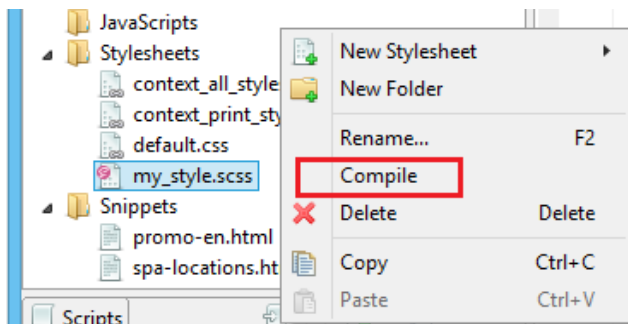 JavaScripts
Stylesheets
context_all_style
context_print_sty
default.css
my_style.scss
Snippets
promo-en.html
spa-locations.ht
Scripts
New Stylesheet
New Folder
Rename... F2
Compile
Delete Delete
Copy Ctrl+C
Paste Ctrl+V